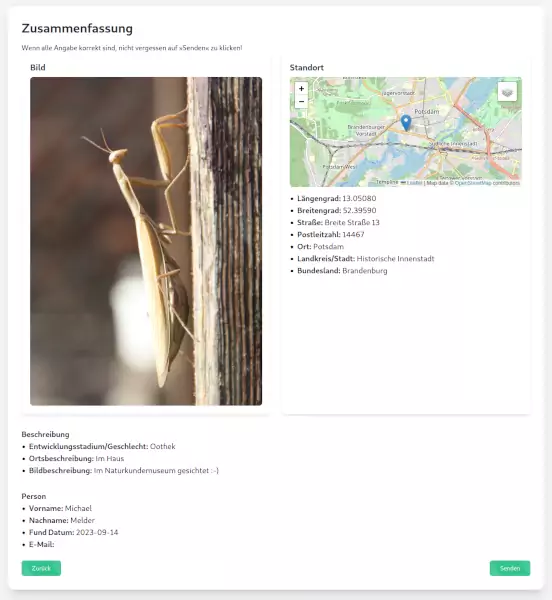 Zusammenfassung
Wenn alle Angabe korrekt sind, nicht vergessen auf »Senden« zu klicken!
Bild
Standort
+
−
Jägervorstadt
Potsdam
Brandenburger
Vorstadt
Südliche Innenstadt
Potsdam West
Templine
Leaflet | Map data © OpenStreetMap contributors
• Längengrad: 13.05080
• Breitengrad: 52.39590
• Straße: Breite Straße 13
• Postleitzahl: 14467
• Ort: Potsdam
• Landkreis/Stadt: Historische Innenstadt
• Bundesland: Brandenburg
Beschreibung
• Entwicklungsstadium/Geschlecht: Oothek
• Ortsbeschreibung: Im Haus
• Bildbeschreibung: Im Naturkundemuseum gesichtet :-)
Person
• Vorname: Michael
• Nachname: Melder
• Fund Datum: 2023-09-14
• E-Mail:
Zurück
Senden